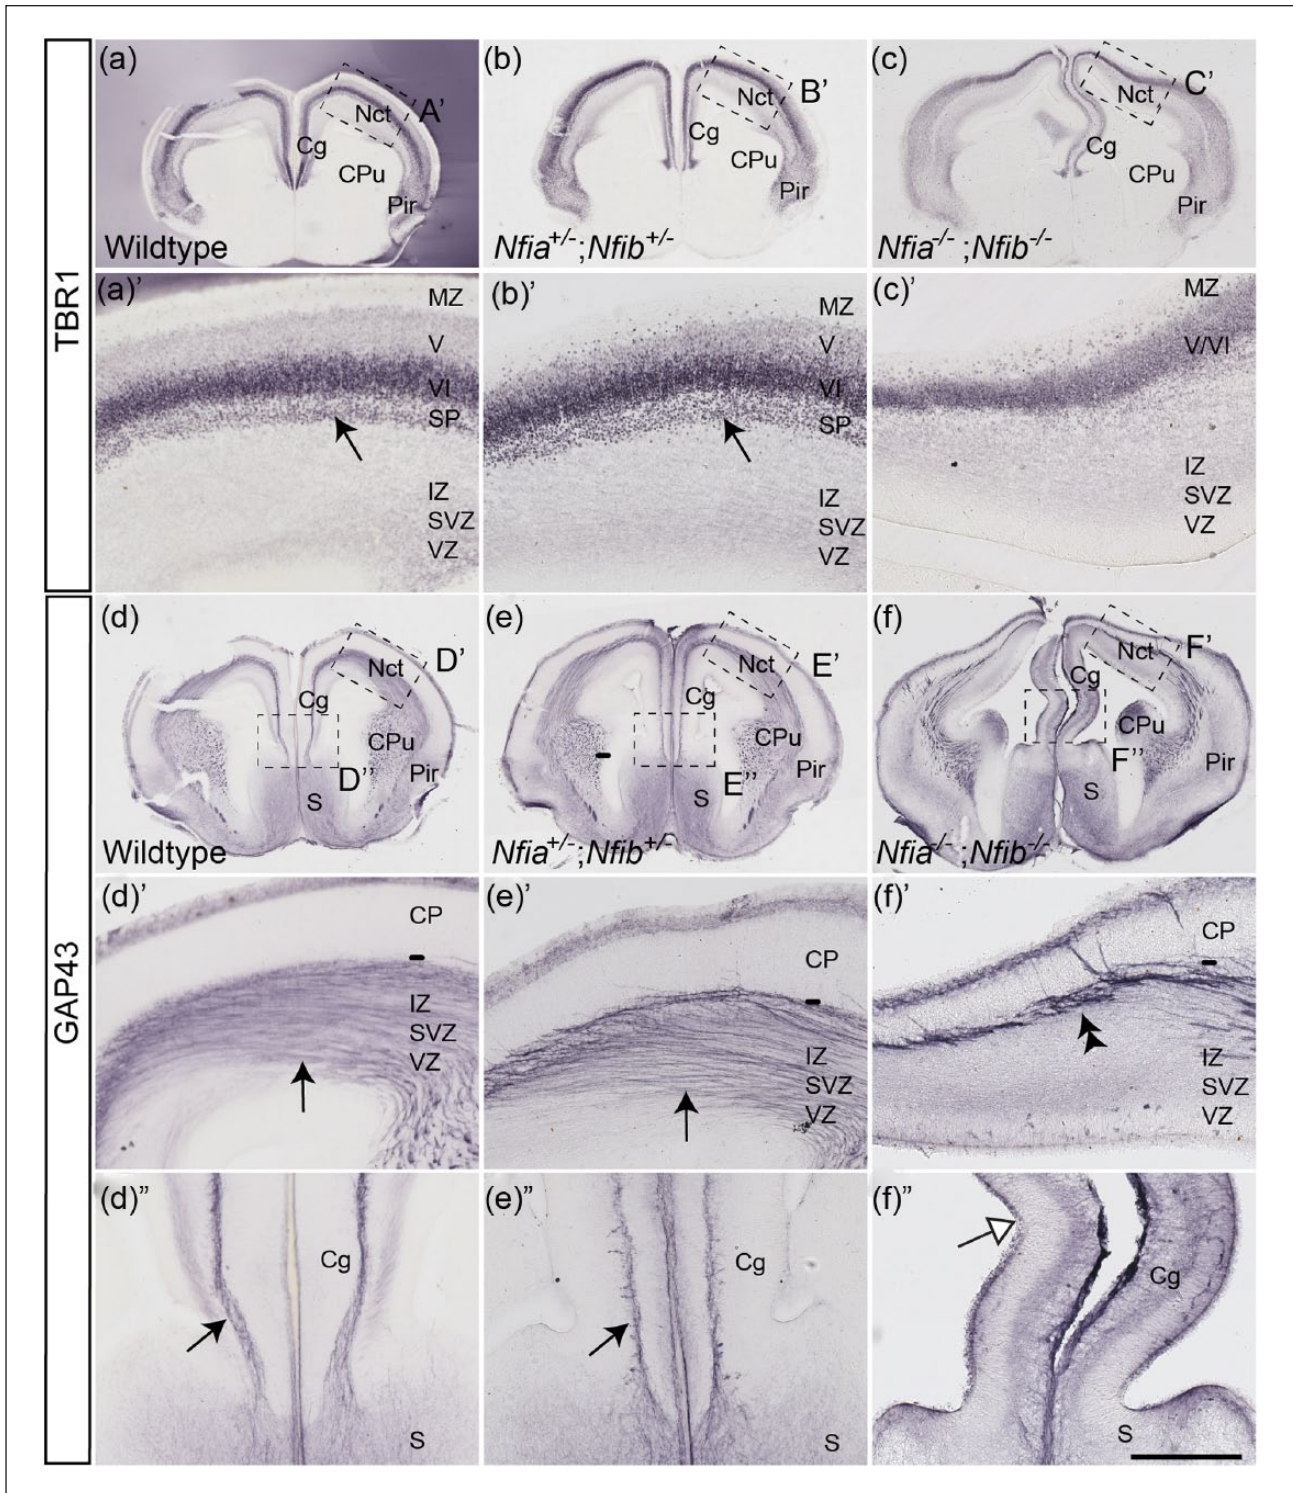 TBR1
(a)
Nct
A'
Cg
CPu
Pir
Wildtype
(b)
Nct
B'
Cg
CPu
Pir
Nfia+/-;Nfib+/-
(c)
Nct
C'
Cg
CPu
Pir
Nfia-/-;Nfib-/-
(a)'
MZ
V
VI
SP
IZ
SVZ
VZ
(b)'
MZ
V
VI
SP
IZ
SVZ
VZ
(c)'
MZ
V/VI
IZ
SVZ
VZ
GAP43
(d)
Nct
D'
Cg
CPu
D''
Pir
S
Wildtype
(e)
Nct
E'
Cg
CPu
Pir
E''
S
Nfia+/-;Nfib+/-
(f)
Nct
F'
Cg
CPu
F''
Pir
S
Nfia-/-;Nfib-/-
(d)'
CP
IZ
SVZ
VZ
(e)'
CP
IZ
SVZ
VZ
(f)'
CP
IZ
SVZ
VZ
(d)"
Cg
S
(e)"
Cg
S
(f)"
Cg
S